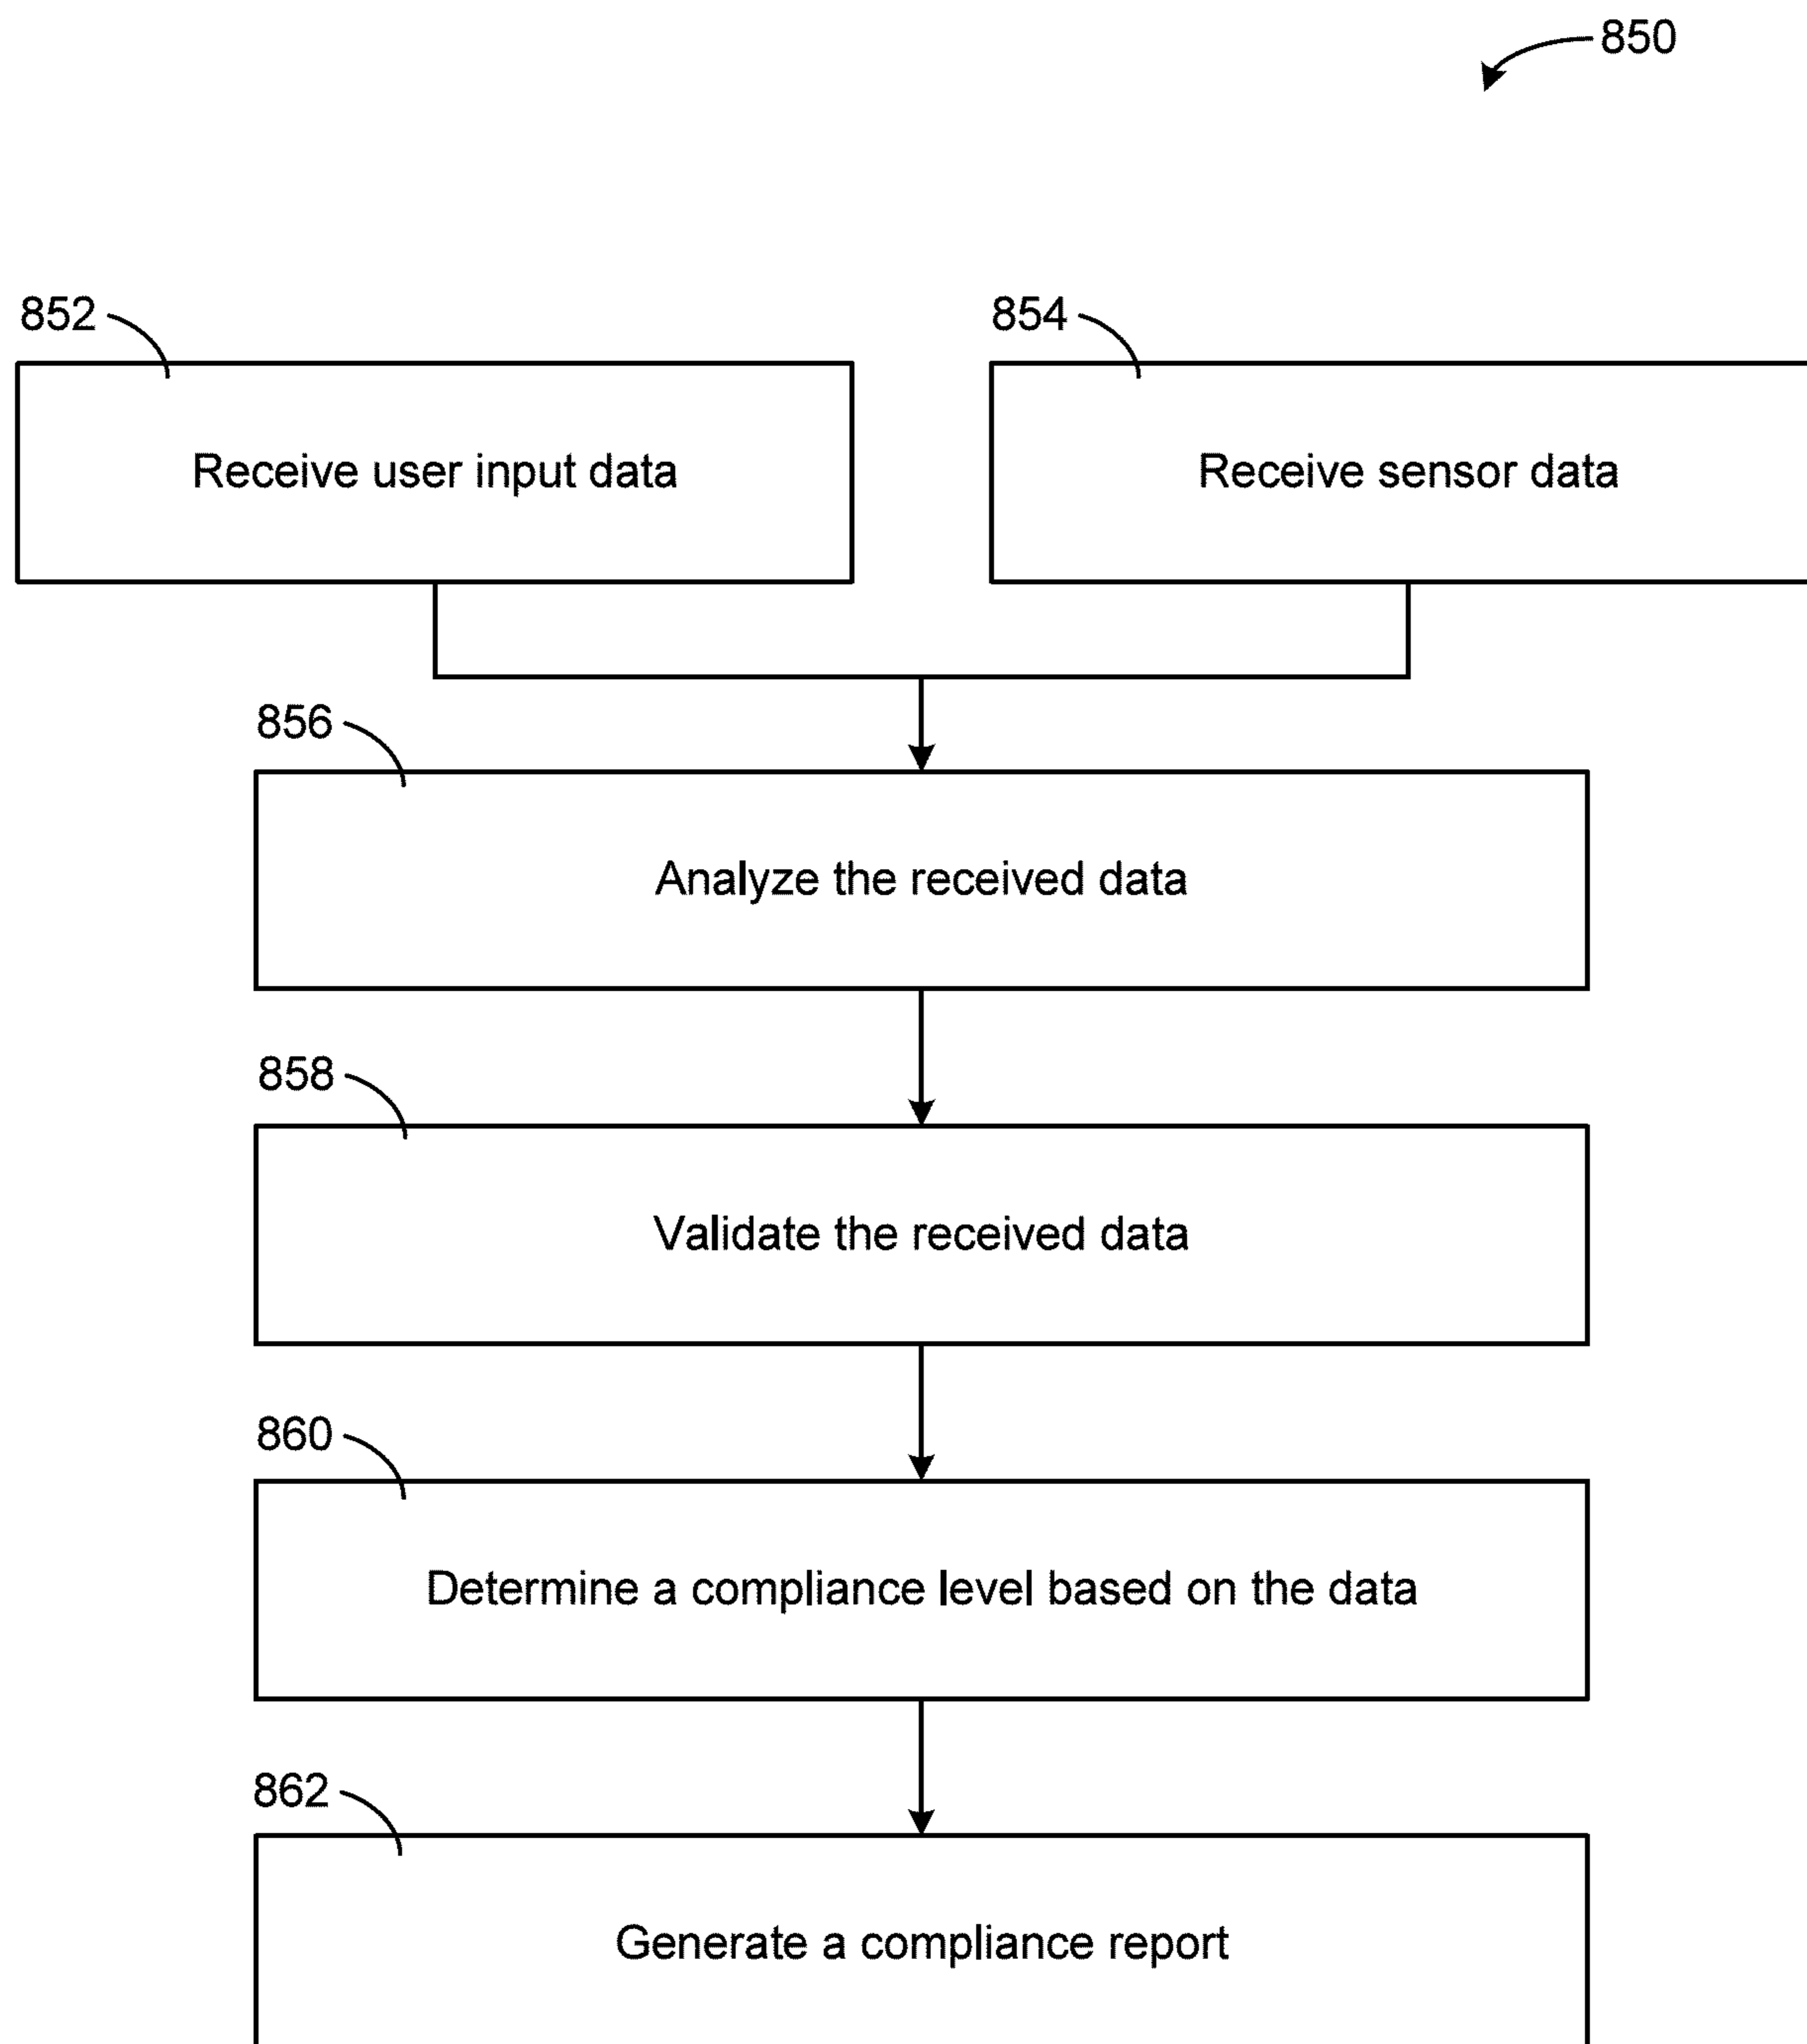 850
852
854
Receive user input data
Receive sensor data
856
Analyze the received data
858
Validate the received data
860
Determine a compliance level based on the data
862
Generate a compliance report